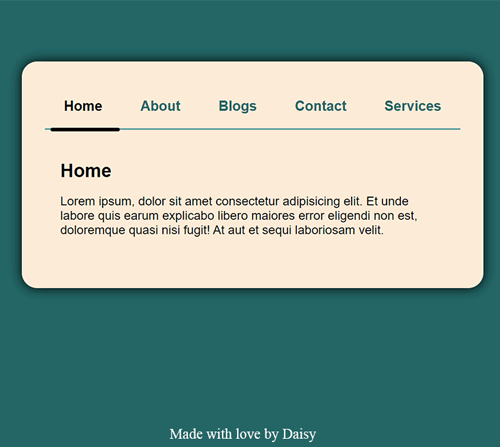 Home About Blogs Contact Services
Home
Lorem ipsum, dolor sit amet consectetur adipisicing elit. Et unde
labore quis earum explicabo libero maiores error eligendi non est,
doloremque quasi nisi fugit! At aut et sequi laboriosam velit.
Made with love by Daisy